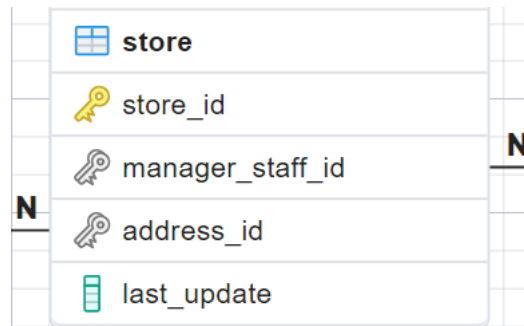 store
store_id
N
manager_staff_id
N
address_id
last_update